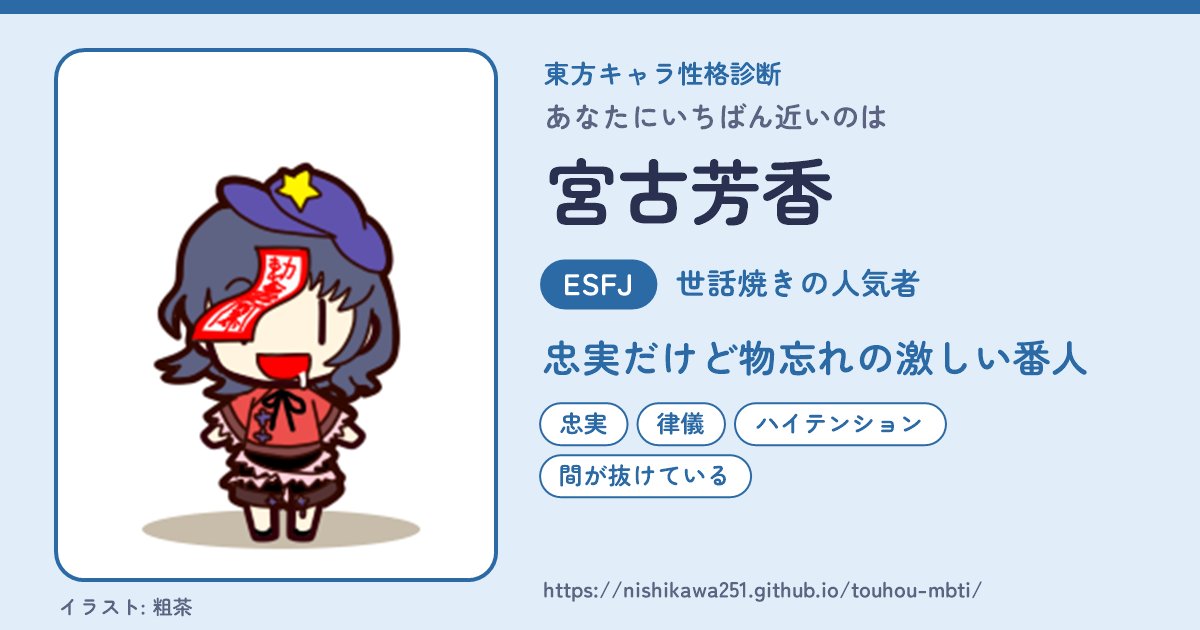 東方キャラ性格診断
あなたにいちばん近いのは
宮古芳香
ESFJ 世話焼きの人気者
忠実だけど物忘れの激しい番人
忠実 律儀 ハイテンション
間が抜けている
https://nishikawa251.github.io/touhou-mbti/
イラスト: 粗茶